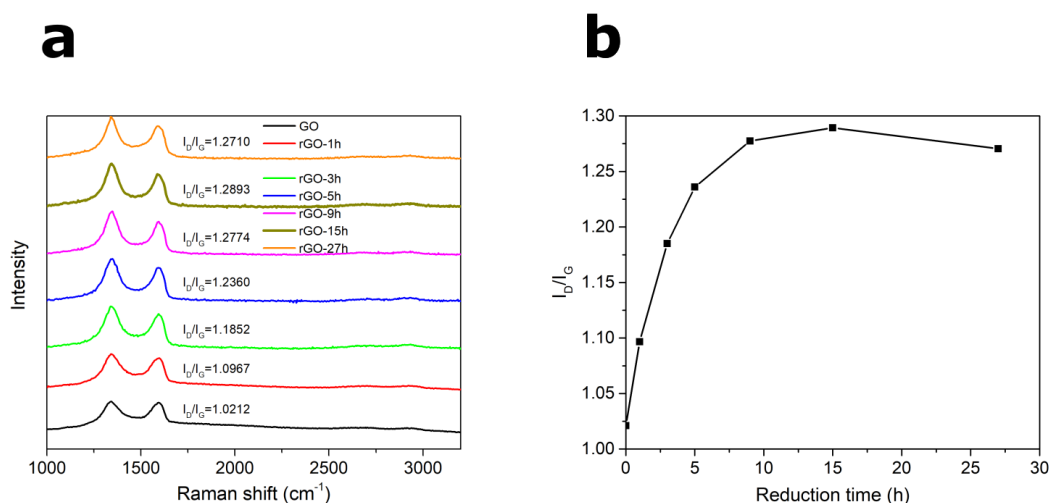 a
I_D/I_G=1.2710
I_D/I_G=1.2893
I_D/I_G=1.2774
I_D/I_G=1.2360
I_D/I_G=1.1852
I_D/I_G=1.0967
I_D/I_G=1.0212
GO
rGO-1h
rGO-3h
rGO-5h
rGO-9h
rGO-15h
rGO-27h
Intensity
1000 1500 2000 2500 3000
Raman shift (cm⁻¹)
b
1.30
1.25
1.20
1.15
1.10
1.05
1.00
I_D/I_G
0 5 10 15 20 25 30
Reduction time (h)